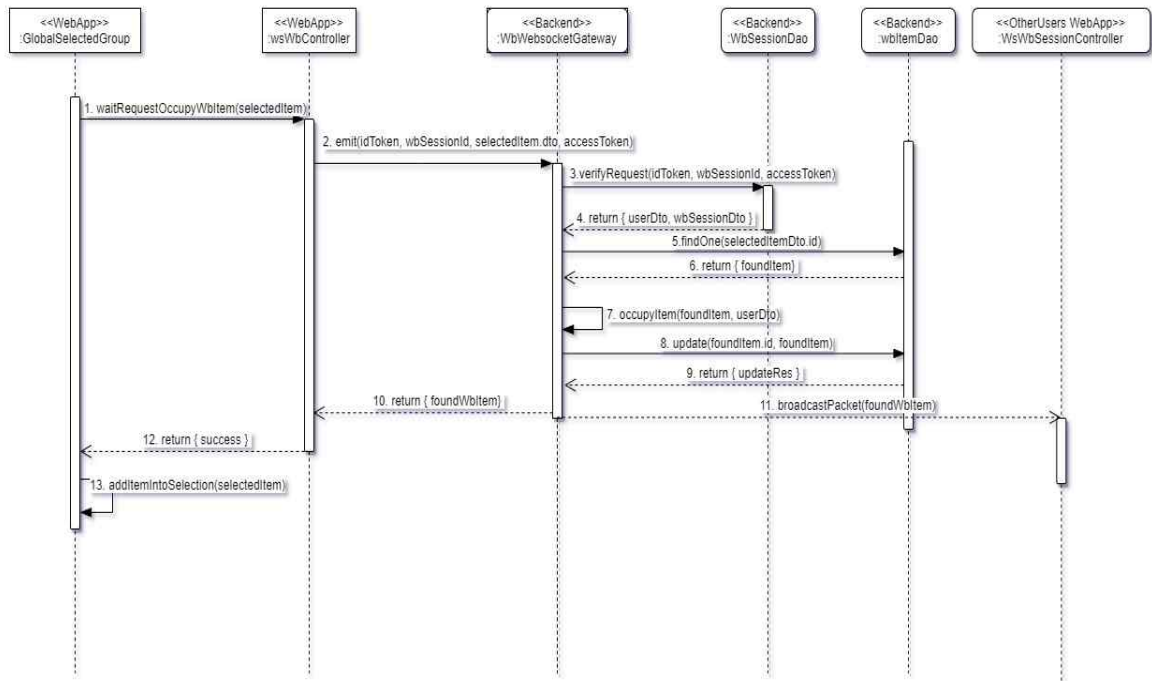 <<WebApp>>
:GlobalSelectedGroup
<<WebApp>>
:wsWbController
<<Backend>>
:WbWebsocketGateway
<<Backend>>
:WbSessionDao
<<Backend>>
:wbItemDao
<<OtherUsers WebApp>>
:WsWbSessionController
1. waitRequestOccupyWbItem(selectedItem)
2. emit(idToken, wbSessionId, selectedItem.dto, accessToken)
3.verifyRequest(idToken, wbSessionId, accessToken)
4. return { userDto, wbSessionDto }
5.findOne(selectedItemDto.id)
6. return { foundItem}
7. occupyItem(foundItem, userDto)
8. update(foundItem.id, foundItem)
9. return { updateRes }
10. return { foundWbItem}
11. broadcastPacket(foundWbItem)
12. return { success }
13. addItemIntoSelection(selectedItem)